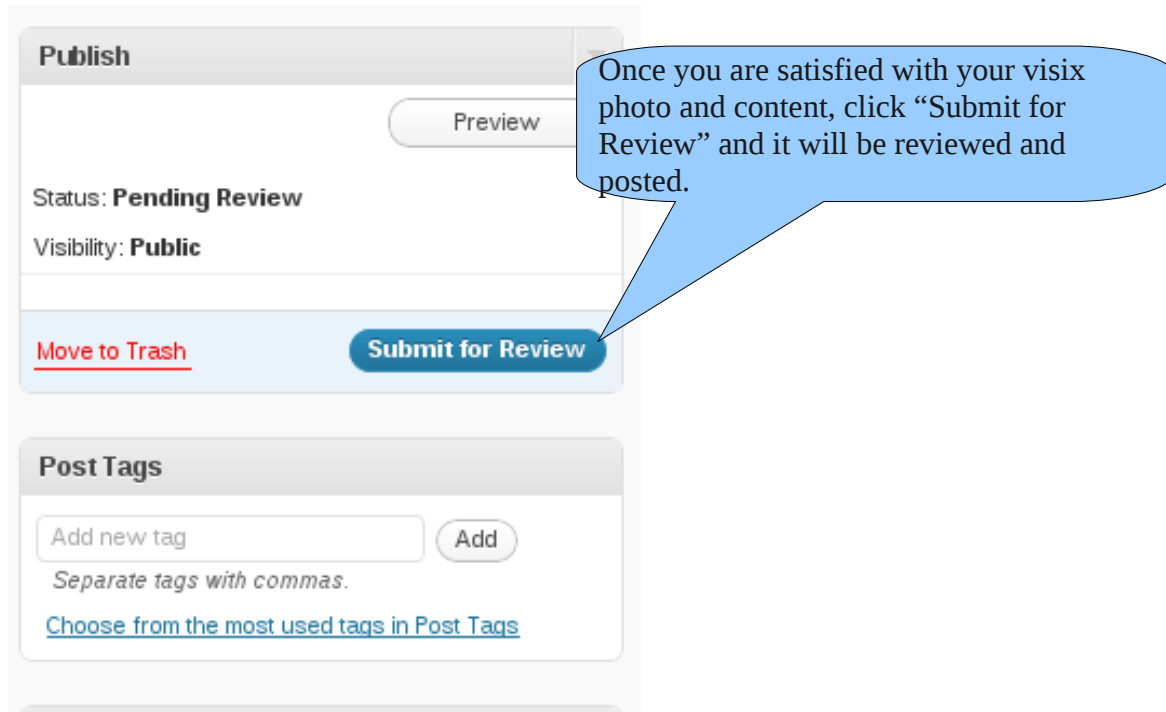 Publish
Once you are satisfied with your visix
photo and content, click “Submit for
Review” and it will be reviewed and
posted.
Preview
Status: Pending Review
Visibility: Public
Move to Trash
Submit for Review
Post Tags
Add new tag
Add
Separate tags with commas.
Choose from the most used tags in Post Tags